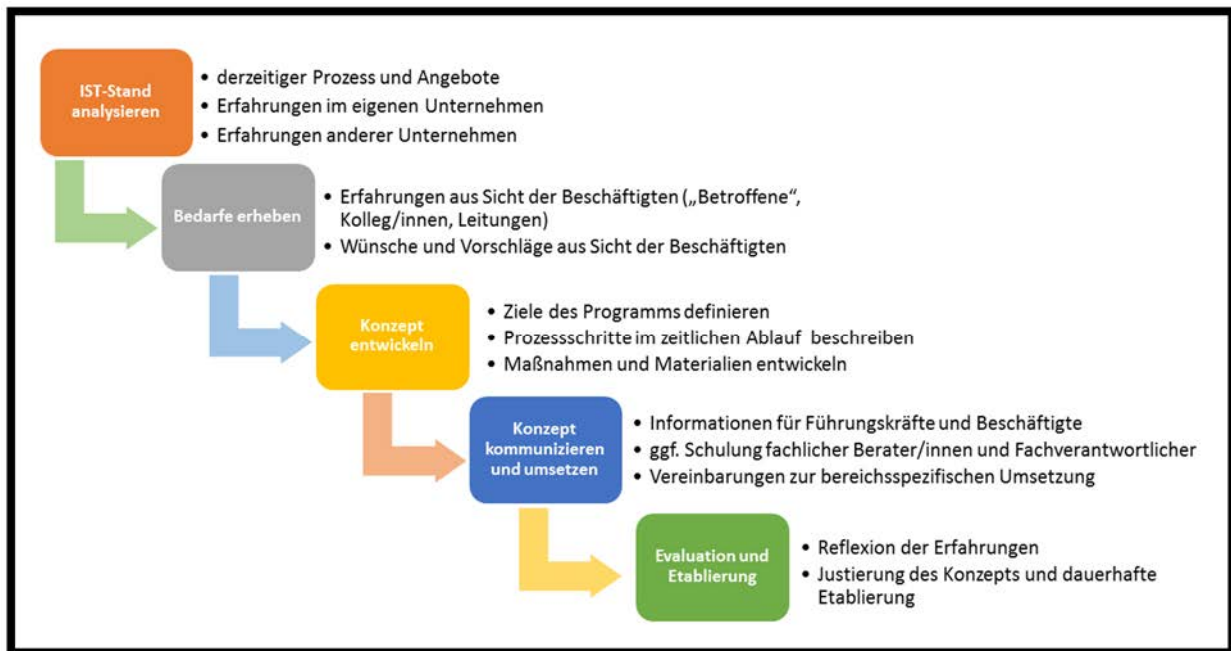 IST-Stand
analysieren
• derzeitiger Prozess und Angebote
• Erfahrungen im eigenen Unternehmen
• Erfahrungen anderer Unternehmen
Bedarfe erheben
• Erfahrungen aus Sicht der Beschäftigten („Betroffene“,
Kolleg/innen, Leitungen)
• Wünsche und Vorschläge aus Sicht der Beschäftigten
Konzept
entwickeln
• Ziele des Programms definieren
• Prozessschritte im zeitlichen Ablauf beschreiben
• Maßnahmen und Materialien entwickeln
Konzept
kommunizieren
und umsetzen
• Informationen für Führungskräfte und Beschäftigte
• ggf. Schulung fachlicher Berater/innen und Fachverantwortlicher
• Vereinbarungen zur bereichsspezifischen Umsetzung
Evaluation und
Etablierung
• Reflexion der Erfahrungen
• Justierung des Konzepts und dauerhafte
Etablierung